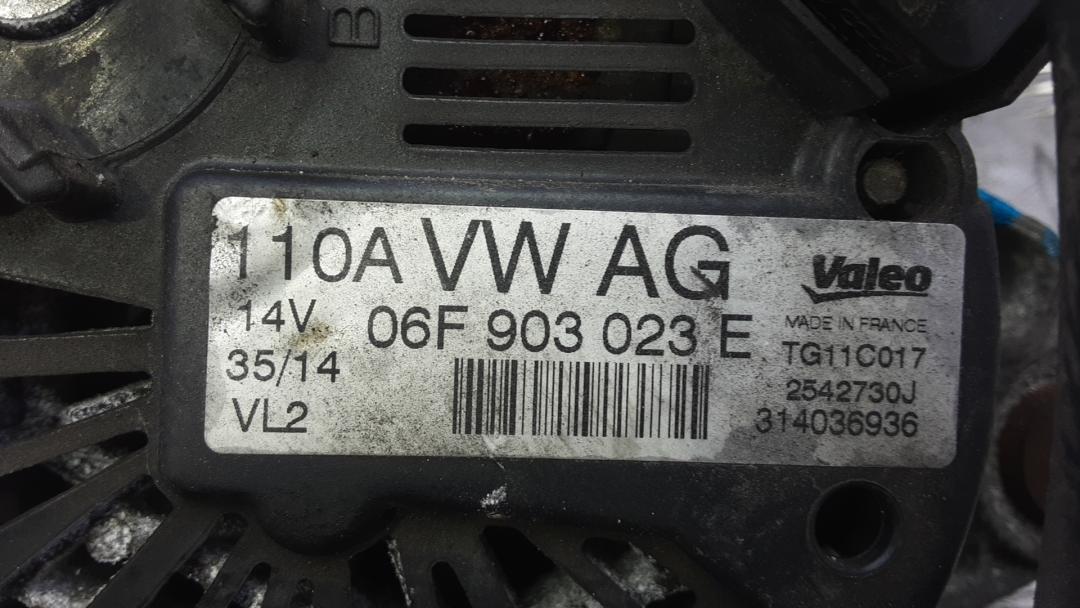 B
110A VW AG
14V 06F 903 023 E
35/14
VL2
Valeo
MADE IN FRANCE
TG11C017
2542730J
314036936